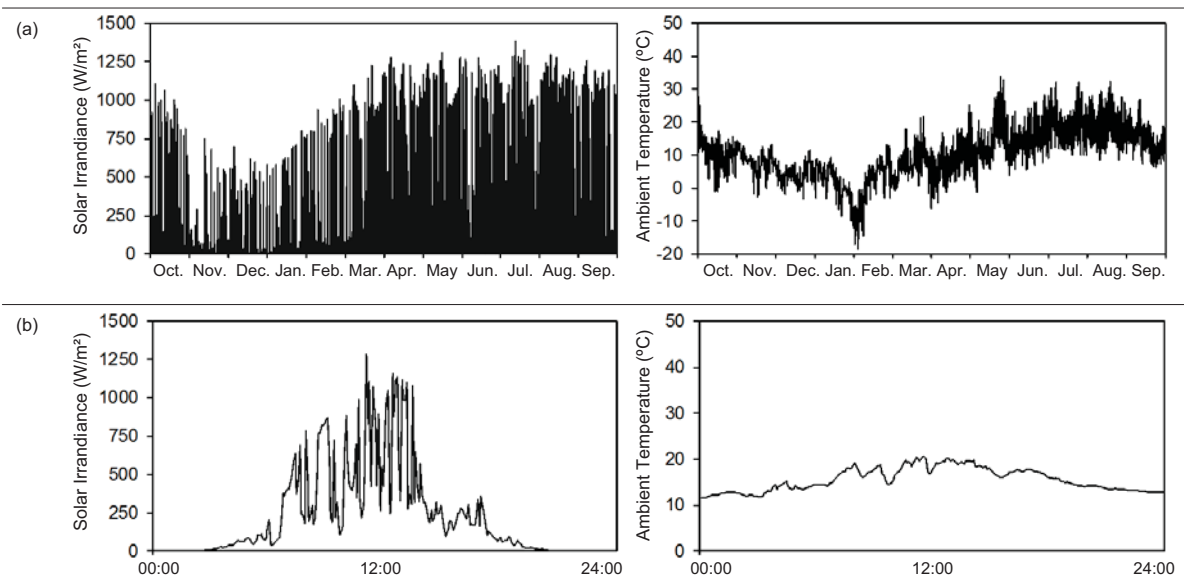 (a)
Solar Irrandiance (W/m²)
1500
1250
1000
750
500
250
0
Oct. Nov. Dec. Jan. Feb. Mar. Apr. May Jun. Jul. Aug. Sep.
Ambient Temperature (ºC)
50
40
30
20
10
0
-10
-20
Oct. Nov. Dec. Jan. Feb. Mar. Apr. May Jun. Jul. Aug. Sep.
(b)
Solar Irrandiance (W/m²)
1500
1250
1000
750
500
250
0
00:00 12:00 24:00
Ambient Temperature (ºC)
50
40
30
50
20
10
0
00:00 12:00 24:00